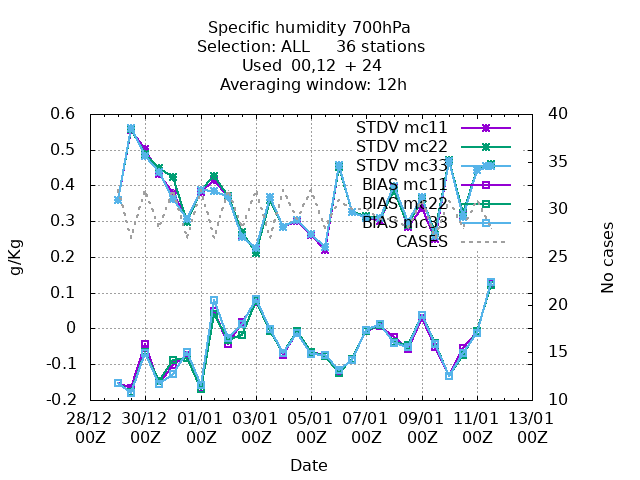 Specific humidity 700hPa
Selection: ALL 36 stations
Used 00,12 + 24
Averaging window: 12h
STDV mc11
STDV mc22
STDV mc33
BIAS mc11
BIAS mc22
BIAS mc33
CASES
g/Kg
0.6
0.5
0.4
0.3
0.2
0.1
0
-0.1
-0.2
No cases
40
35
30
25
20
15
10
28/12 30/12 01/01 03/01 05/01 07/01 09/01 11/01 13/01
00Z 00Z 00Z 00Z 00Z 00Z 00Z 00Z 00Z
Date